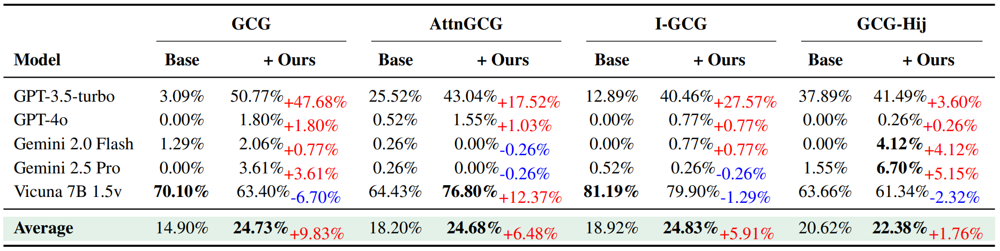 GCG AttnGCG I-GCG GCG-Hij
Model Base + Ours Base + Ours Base + Ours Base + Ours
GPT-3.5-turbo 3.09% 50.77%+47.68% 25.52% 43.04%+17.52% 12.89% 40.46%+27.57% 37.89% 41.49%+3.60%
GPT-4o 0.00% 1.80%+1.80% 0.52% 1.55%+1.03% 0.00% 0.77%+0.77% 0.00% 0.26%+0.26%
Gemini 2.0 Flash 1.29% 2.06%+0.77% 0.26% 0.00%-0.26% 0.00% 0.77%+0.77% 0.00% 4.12%+4.12%
Gemini 2.5 Pro 0.00% 3.61%+3.61% 0.26% 0.00%-0.26% 0.52% 0.26%-0.26% 1.55% 6.70%+5.15%
Vicuna 7B 1.5v 70.10% 63.40%-6.70% 64.43% 76.80%+12.37% 81.19% 79.90%-1.29% 63.66% 61.34%-2.32%
Average 14.90% 24.73%+9.83% 18.20% 24.68%+6.48% 18.92% 24.83%+5.91% 20.62% 22.38%+1.76%